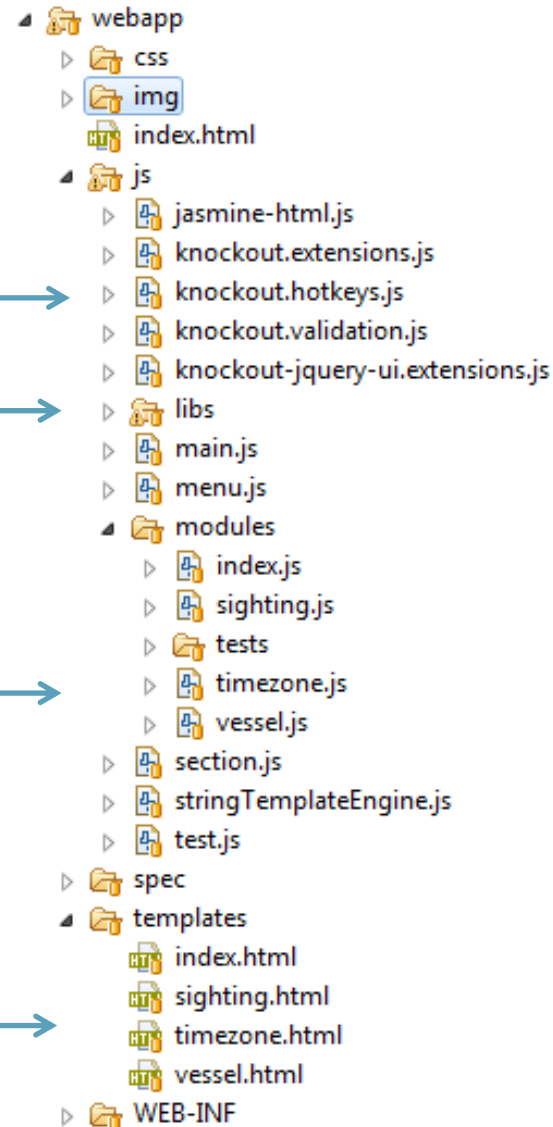 webapp
css
img
index.html
js
jasmine-html.js
knockout.extensions.js
knockout.hotkeys.js
knockout.validation.js
knockout-jquery-ui.extensions.js
libs
main.js
menu.js
modules
index.js
sighting.js
tests
timezone.js
vessel.js
section.js
stringTemplateEngine.js
test.js
spec
templates
index.html
sighting.html
timezone.html
vessel.html
WEB-INF